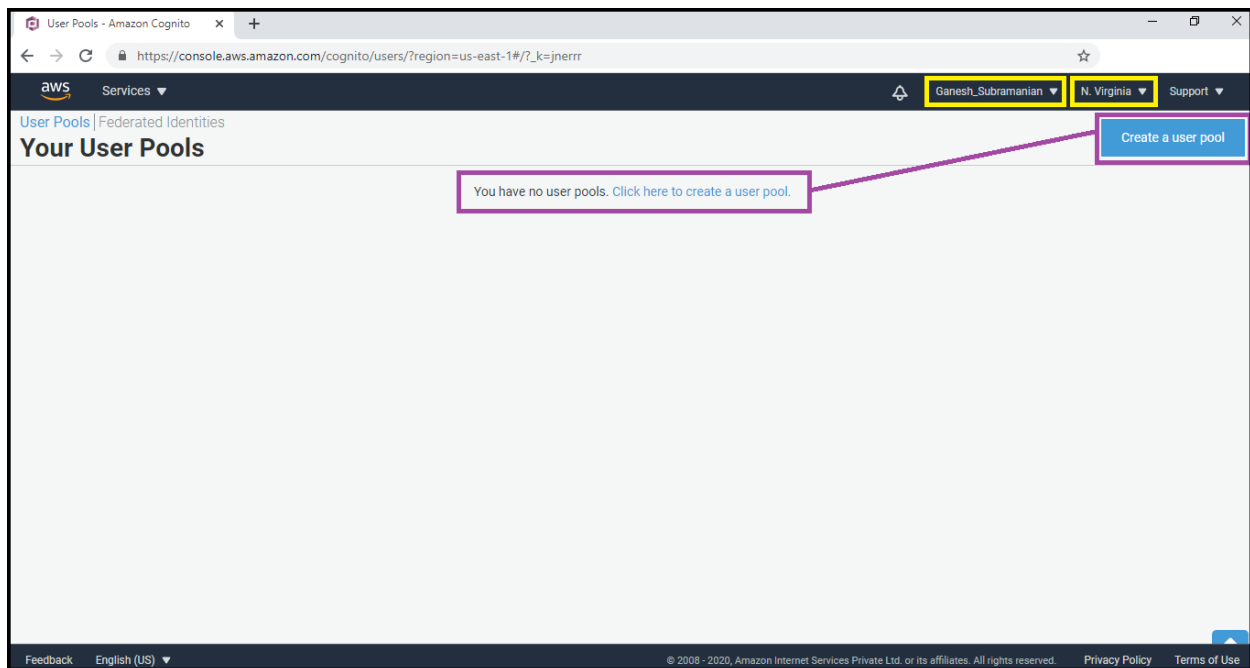 User Pools - Amazon Cognito
https://console.aws.amazon.com/cognito/users/?region=us-east-1#/?_k=jnerrr
aws Services Ganesh_Subramanian N. Virginia Support
User Pools | Federated Identities
Your User Pools
Create a user pool
You have no user pools. Click here to create a user pool.
Feedback English (US) © 2008 - 2020, Amazon Internet Services Private Ltd. or its affiliates. All rights reserved. Privacy Policy Terms of Use